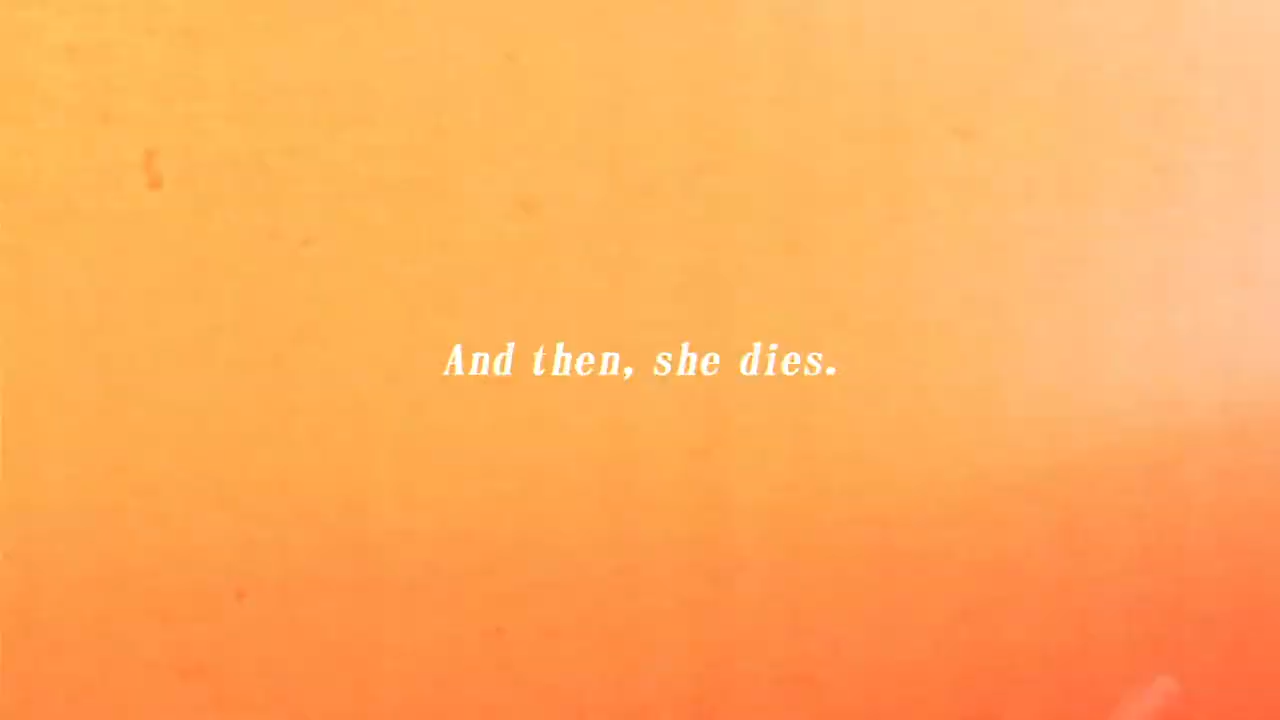 And then, she dies.